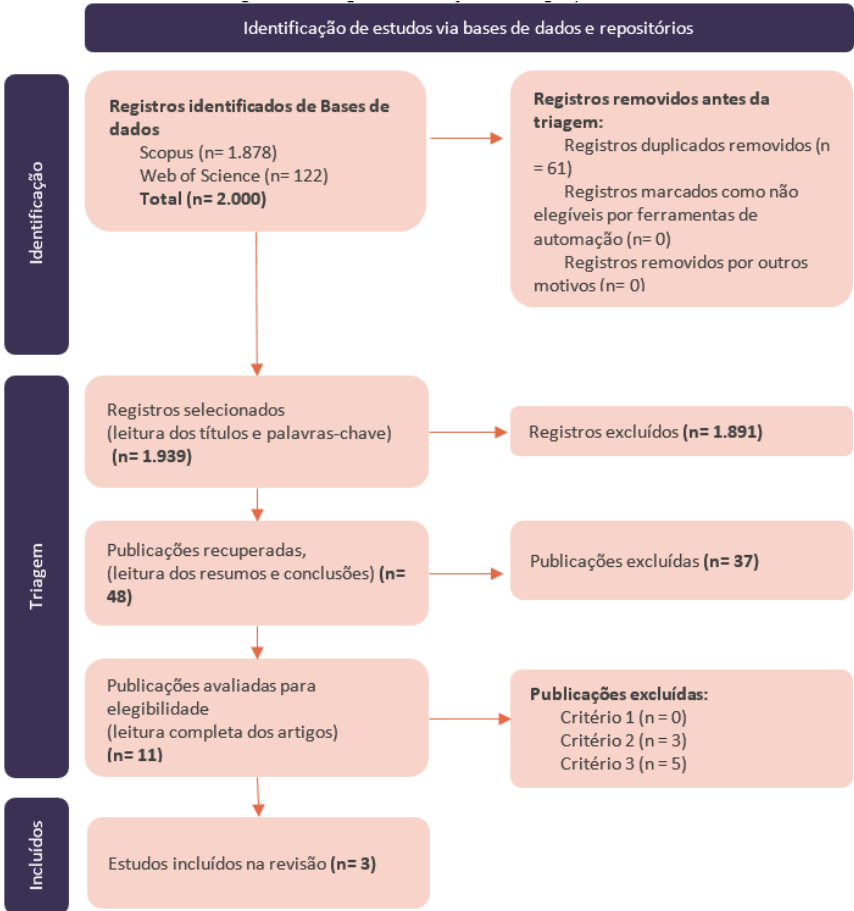 Identificação de estudos via bases de dados e repositórios
Identificação
Registros identificados de Bases de
dados
Scopus (n= 1.878)
Web of Science (n= 122)
Total (n= 2.000)
Registros removidos antes da
triagem:
Registros duplicados removidos (n
= 61)
Registros marcados como não
elegíveis por ferramentas de
automação (n= 0)
Registros removidos por outros
motivos (n= 0)
Triagem
Registros selecionados
(leitura dos títulos e palavras-chave)
(n= 1.939)
Registros excluídos (n= 1.891)
Publicações recuperadas,
(leitura dos resumos e conclusões) (n=
48)
Publicações excluídas (n= 37)
Publicações avaliadas para
elegibilidade
(leitura completa dos artigos)
(n= 11)
Publicações excluídas:
Critério 1 (n = 0)
Critério 2 (n = 3)
Critério 3 (n = 5)
Incluídos
Estudos incluídos na revisão (n= 3)